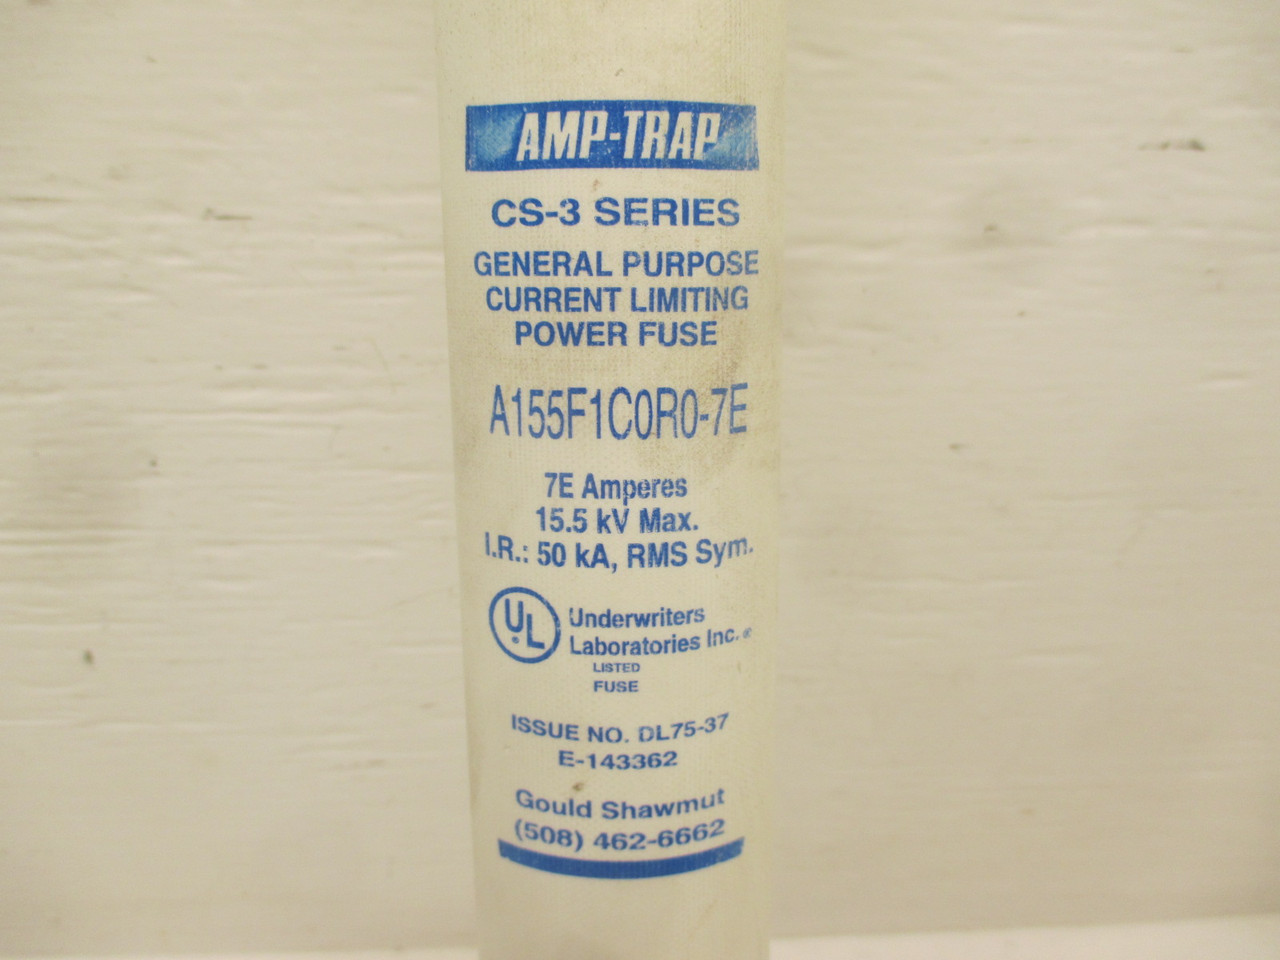 AMP-TRAP
CS-3 SERIES
GENERAL PURPOSE
CURRENT LIMITING
POWER FUSE
A155F1C0R0-7E
7E Amperes
15.5 kV Max.
I.R.: 50 kA, RMS Sym.
UL Underwriters
Laboratories Inc.®
LISTED
FUSE
ISSUE NO. DL75-37
E-143362
Gould Shawmut
(508) 462-6662